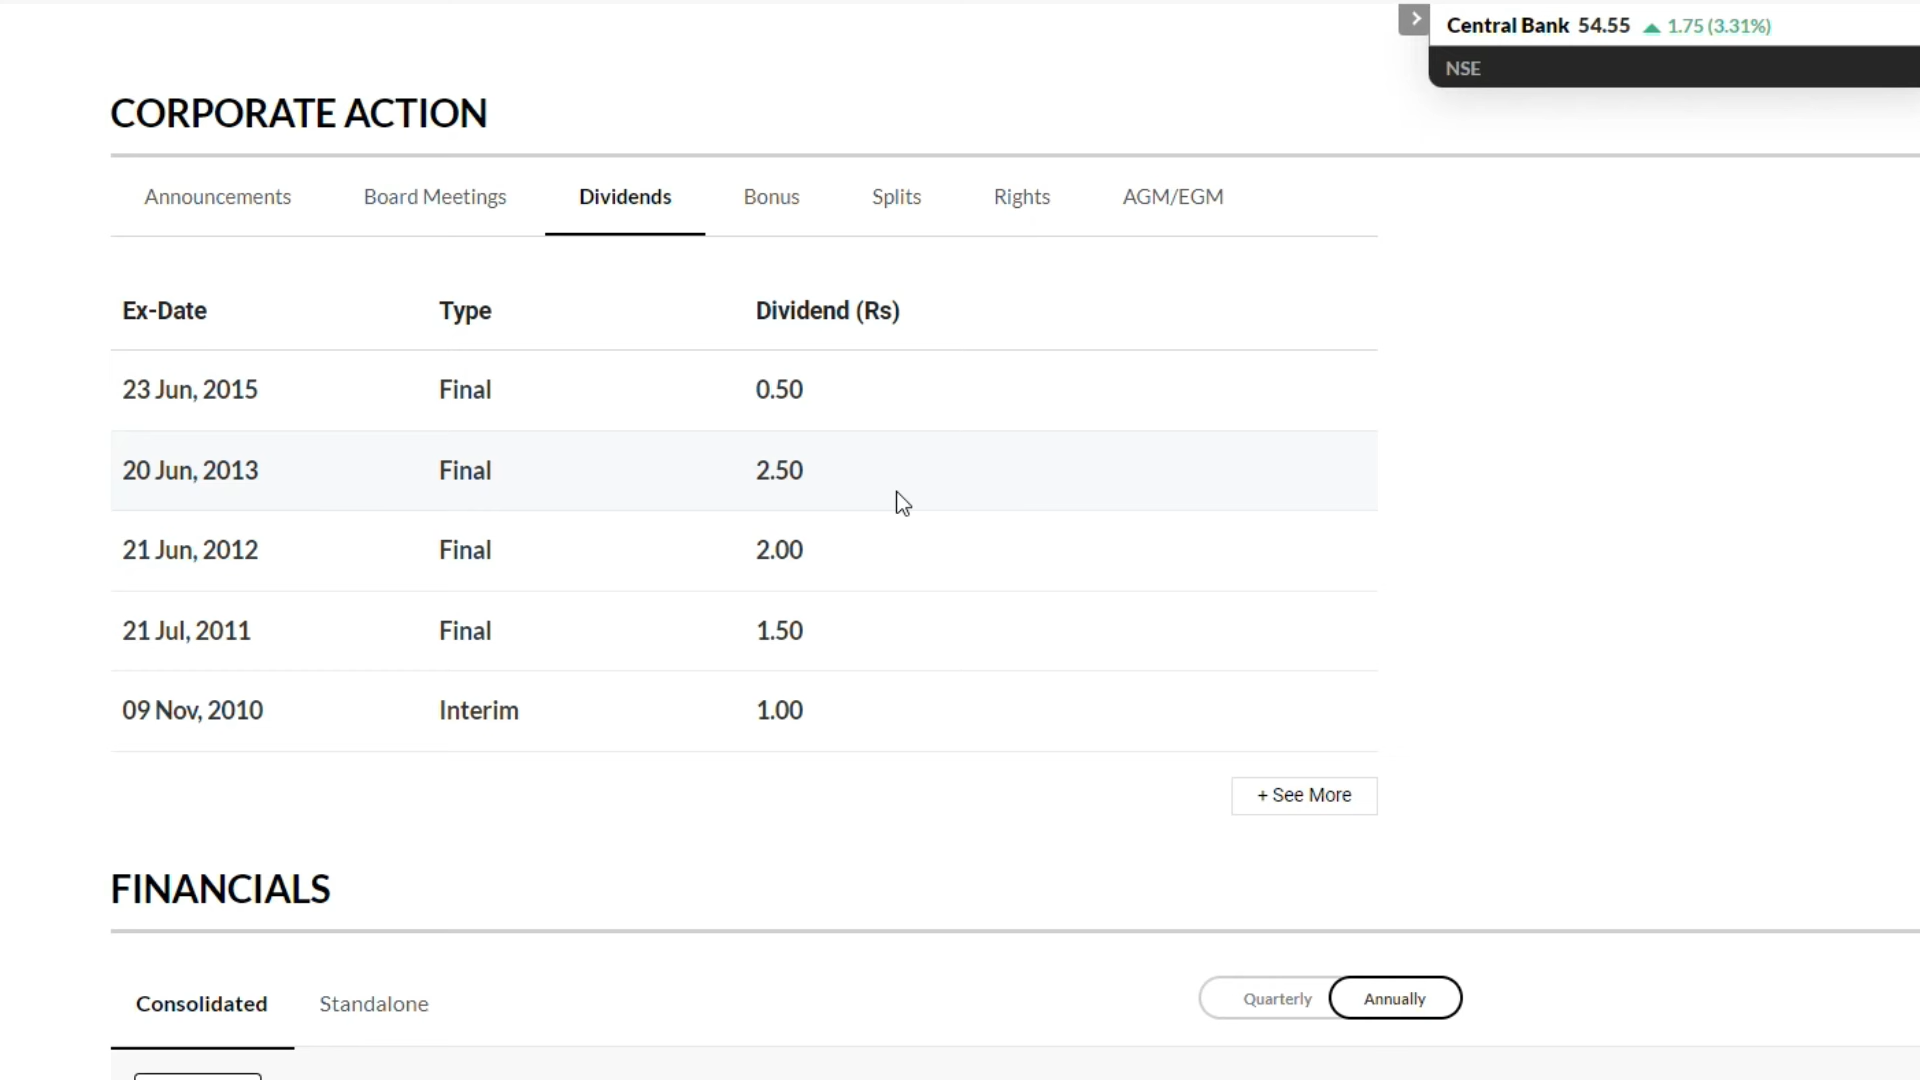 Central Bank 54.55 ▲ 1.75 (3.31%)
NSE
CORPORATE ACTION
Announcements Board Meetings Dividends Bonus Splits Rights AGM/EGM
Ex-Date Type Dividend (Rs)
23 Jun, 2015 Final 0.50
20 Jun, 2013 Final 2.50
21 Jun, 2012 Final 2.00
21 Jul, 2011 Final 1.50
09 Nov, 2010 Interim 1.00
+ See More
FINANCIALS
Consolidated Standalone Quarterly Annually